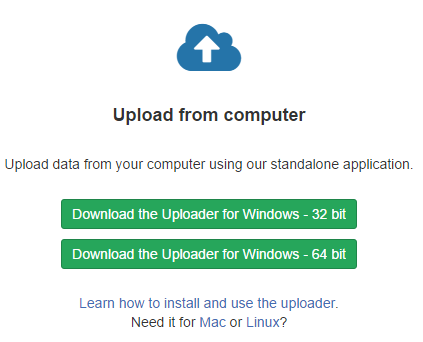 Upload from computer
Upload data from your computer using our standalone application.
Download the Uploader for Windows - 32 bit
Download the Uploader for Windows - 64 bit
Learn how to install and use the uploader.
Need it for Mac or Linux?